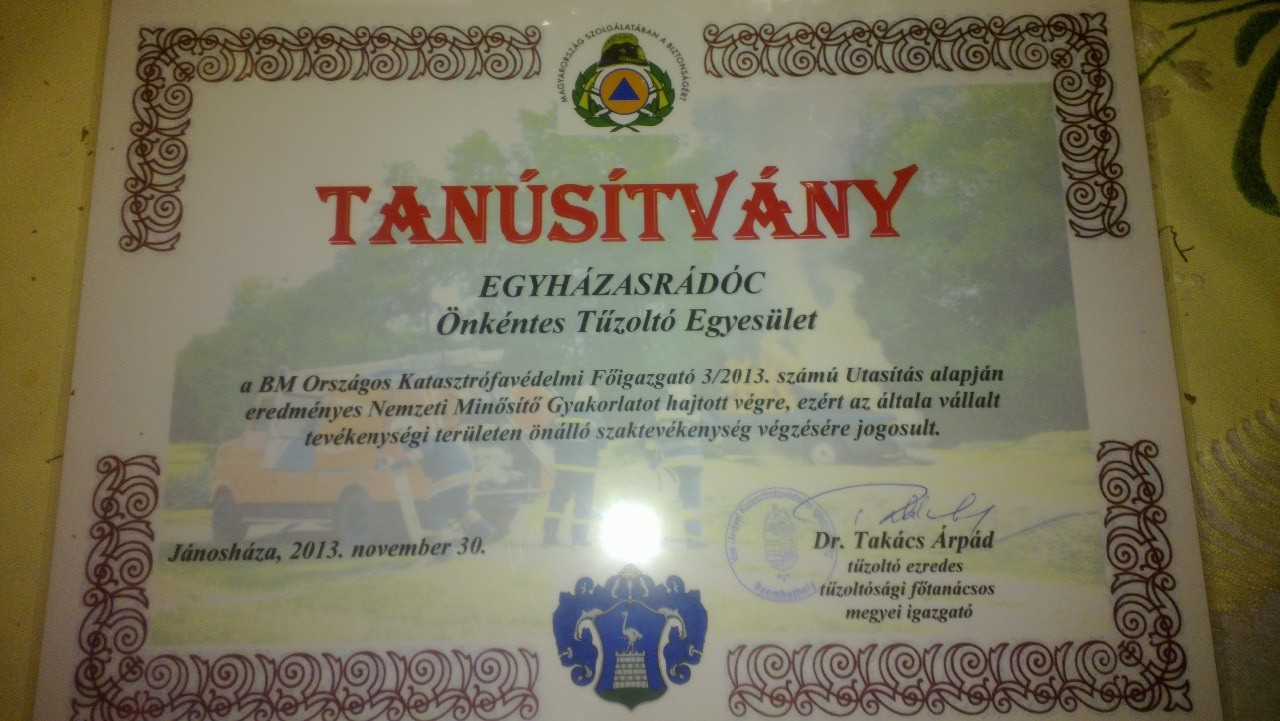 MAGYARORSZÁG SZOLGÁLATÁBAN A BIZTONSÁGÉRT
TANÚSÍTVÁNY
EGYHÁZASRÁDÓC
Önkéntes Tűzoltó Egyesület
a BM Országos Katasztrófavédelmi Főigazgató 3/2013. számú Utasítás alapján
eredményes Nemzeti Minősítő Gyakorlatot hajtott végre, ezért az általa vállalt
tevékenységi területen önálló szaktevékenység végzésére jogosult.
Jánosháza, 2013. november 30.
Dr. Takács Árpád
tűzoltó ezredes
tűzoltósági főtanácsos
megyei igazgató
Szombathely